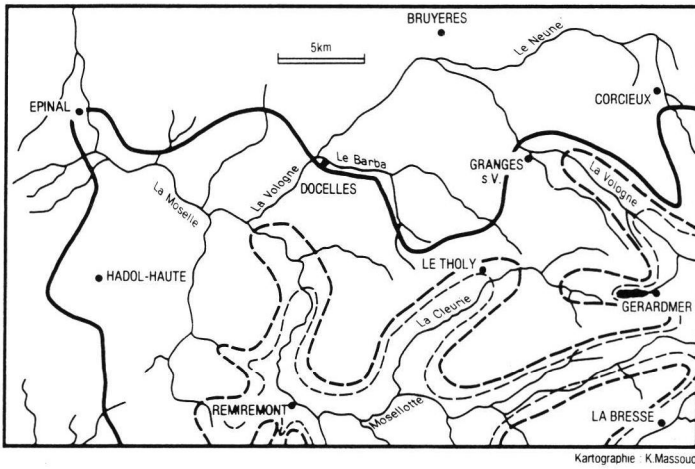 BRUYERES
Le Neune
5km
CORCIEUX
EPINAL
Le Barba
GRANGES
s V.
La Vologne
DOCELLES
La Vologne
La Moselle
HADOL-HAUTE
LE THOLY
La Cleurie
GERARDMER
REMIREMONT
Moselotte
LA BRESSE
Kartographie : K.Massoud